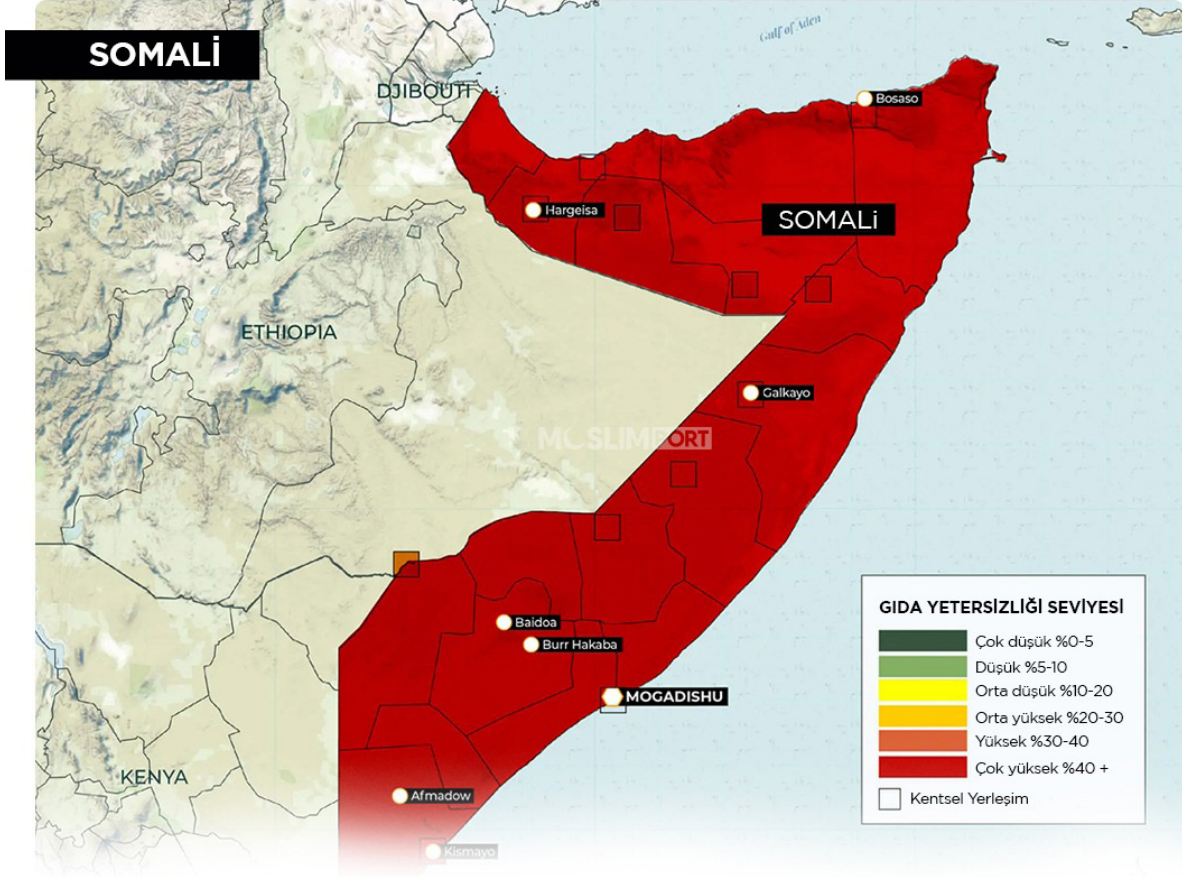 SOMALİ
Gulf of Aden
DJIBOUTI
Bosaso
Hargeisa
SOMALİ
ETHIOPIA
Galkayo
Baidoa
Burr Hakaba
MOGADISHU
KENYA
Afmadow
Kismayo
GIDA YETERSİZLİĞİ SEVİYESİ
Çok düşük %0-5
Düşük %5-10
Orta düşük %10-20
Orta yüksek %20-30
Yüksek %30-40
Çok yüksek %40 +
Kentsel Yerleşim